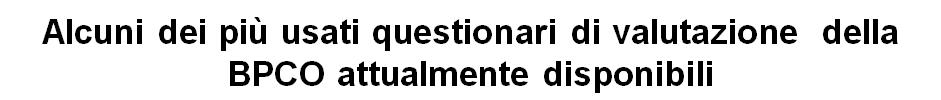 Alcuni dei più usati questionari di valutazione  della
BPCO attualmente disponibili